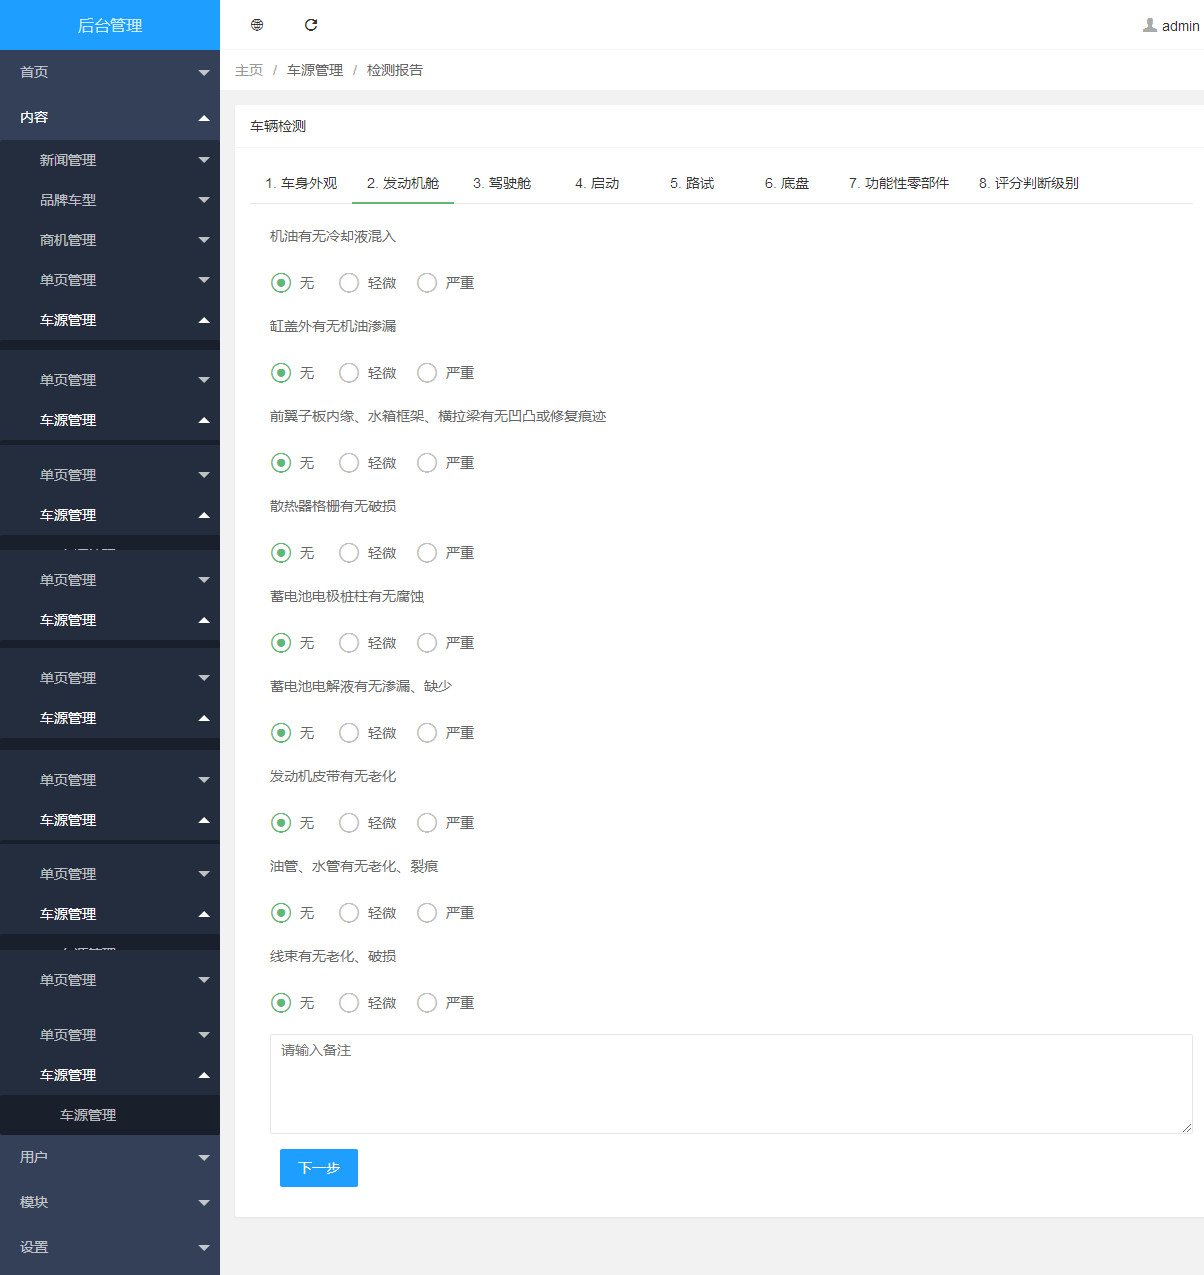 后台管理
admin
首页
主页 / 车源管理 / 检测报告
内容
车辆检测
新闻管理
品牌车型
商机管理
单页管理
车源管理
单页管理
车源管理
单页管理
车源管理
单页管理
车源管理
单页管理
车源管理
单页管理
车源管理
单页管理
车源管理
车源管理
单页管理
单页管理
车源管理
车源管理
用户
模块
设置
1. 车身外观 2. 发动机舱 3. 驾驶舱 4. 启动 5. 路试 6. 底盘 7. 功能性零部件 8. 评分判断级别
机油有无冷却液混入
无 轻微 严重
缸盖外有无机油渗漏
无 轻微 严重
前翼子板内缘、水箱框架、横拉梁有无凹凸或修复痕迹
无 轻微 严重
散热器格栅有无破损
无 轻微 严重
蓄电池电极桩柱有无腐蚀
无 轻微 严重
蓄电池电解液有无渗漏、缺少
无 轻微 严重
发动机皮带有无老化
无 轻微 严重
油管、水管有无老化、裂痕
无 轻微 严重
线束有无老化、破损
无 轻微 严重
请输入备注
下一步